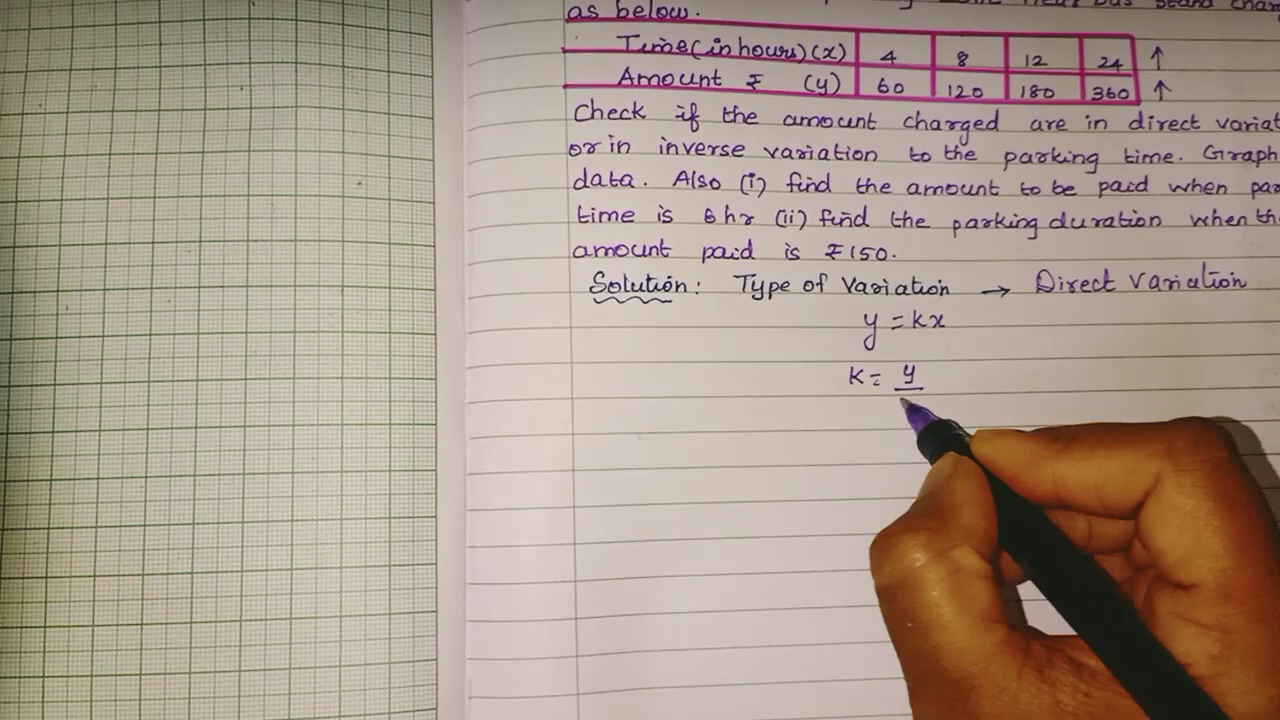 as below.
Time(in hours)(x) 4 8 12 24 ↑
Amount ₹ (y) 60 120 180 360 ↑
Check if the amount charged are in direct variat
or in inverse variation to the parking time. Graph
data. Also (i) find the amount to be paid when par
time is 6 hr (ii) find the parking duration when th
amount paid is ₹150.
Solution: Type of Variation → Direct Variation
y = kx
K = y